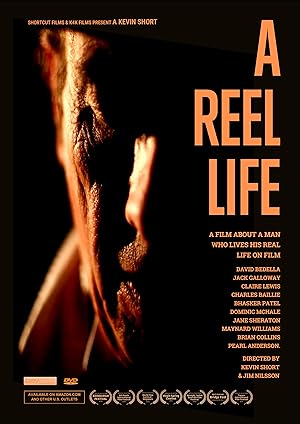 SHORTCUT FILMS & K4K FILMS PRESENT A KEVIN SHORT
A
REEL
LIFE
A FILM ABOUT A MAN
WHO LIVES HIS REAL
LIFE ON FILM
DAVID BEDELLA
JACK GALLOWAY
CLAIRE LEWIS
CHARLES BAILLIE
BHASKER PATEL
DOMINIC MCHALE
JANE SHERATON
MAYNARD WILLIAMS
BRIAN COLLINS
PEARL ANDERSON.
DIRECTED BY
KEVIN SHORT
& JIM NILSSON
DVD
AVAILABLE ON AMAZON.COM
AND OTHER U.S. OUTLETS